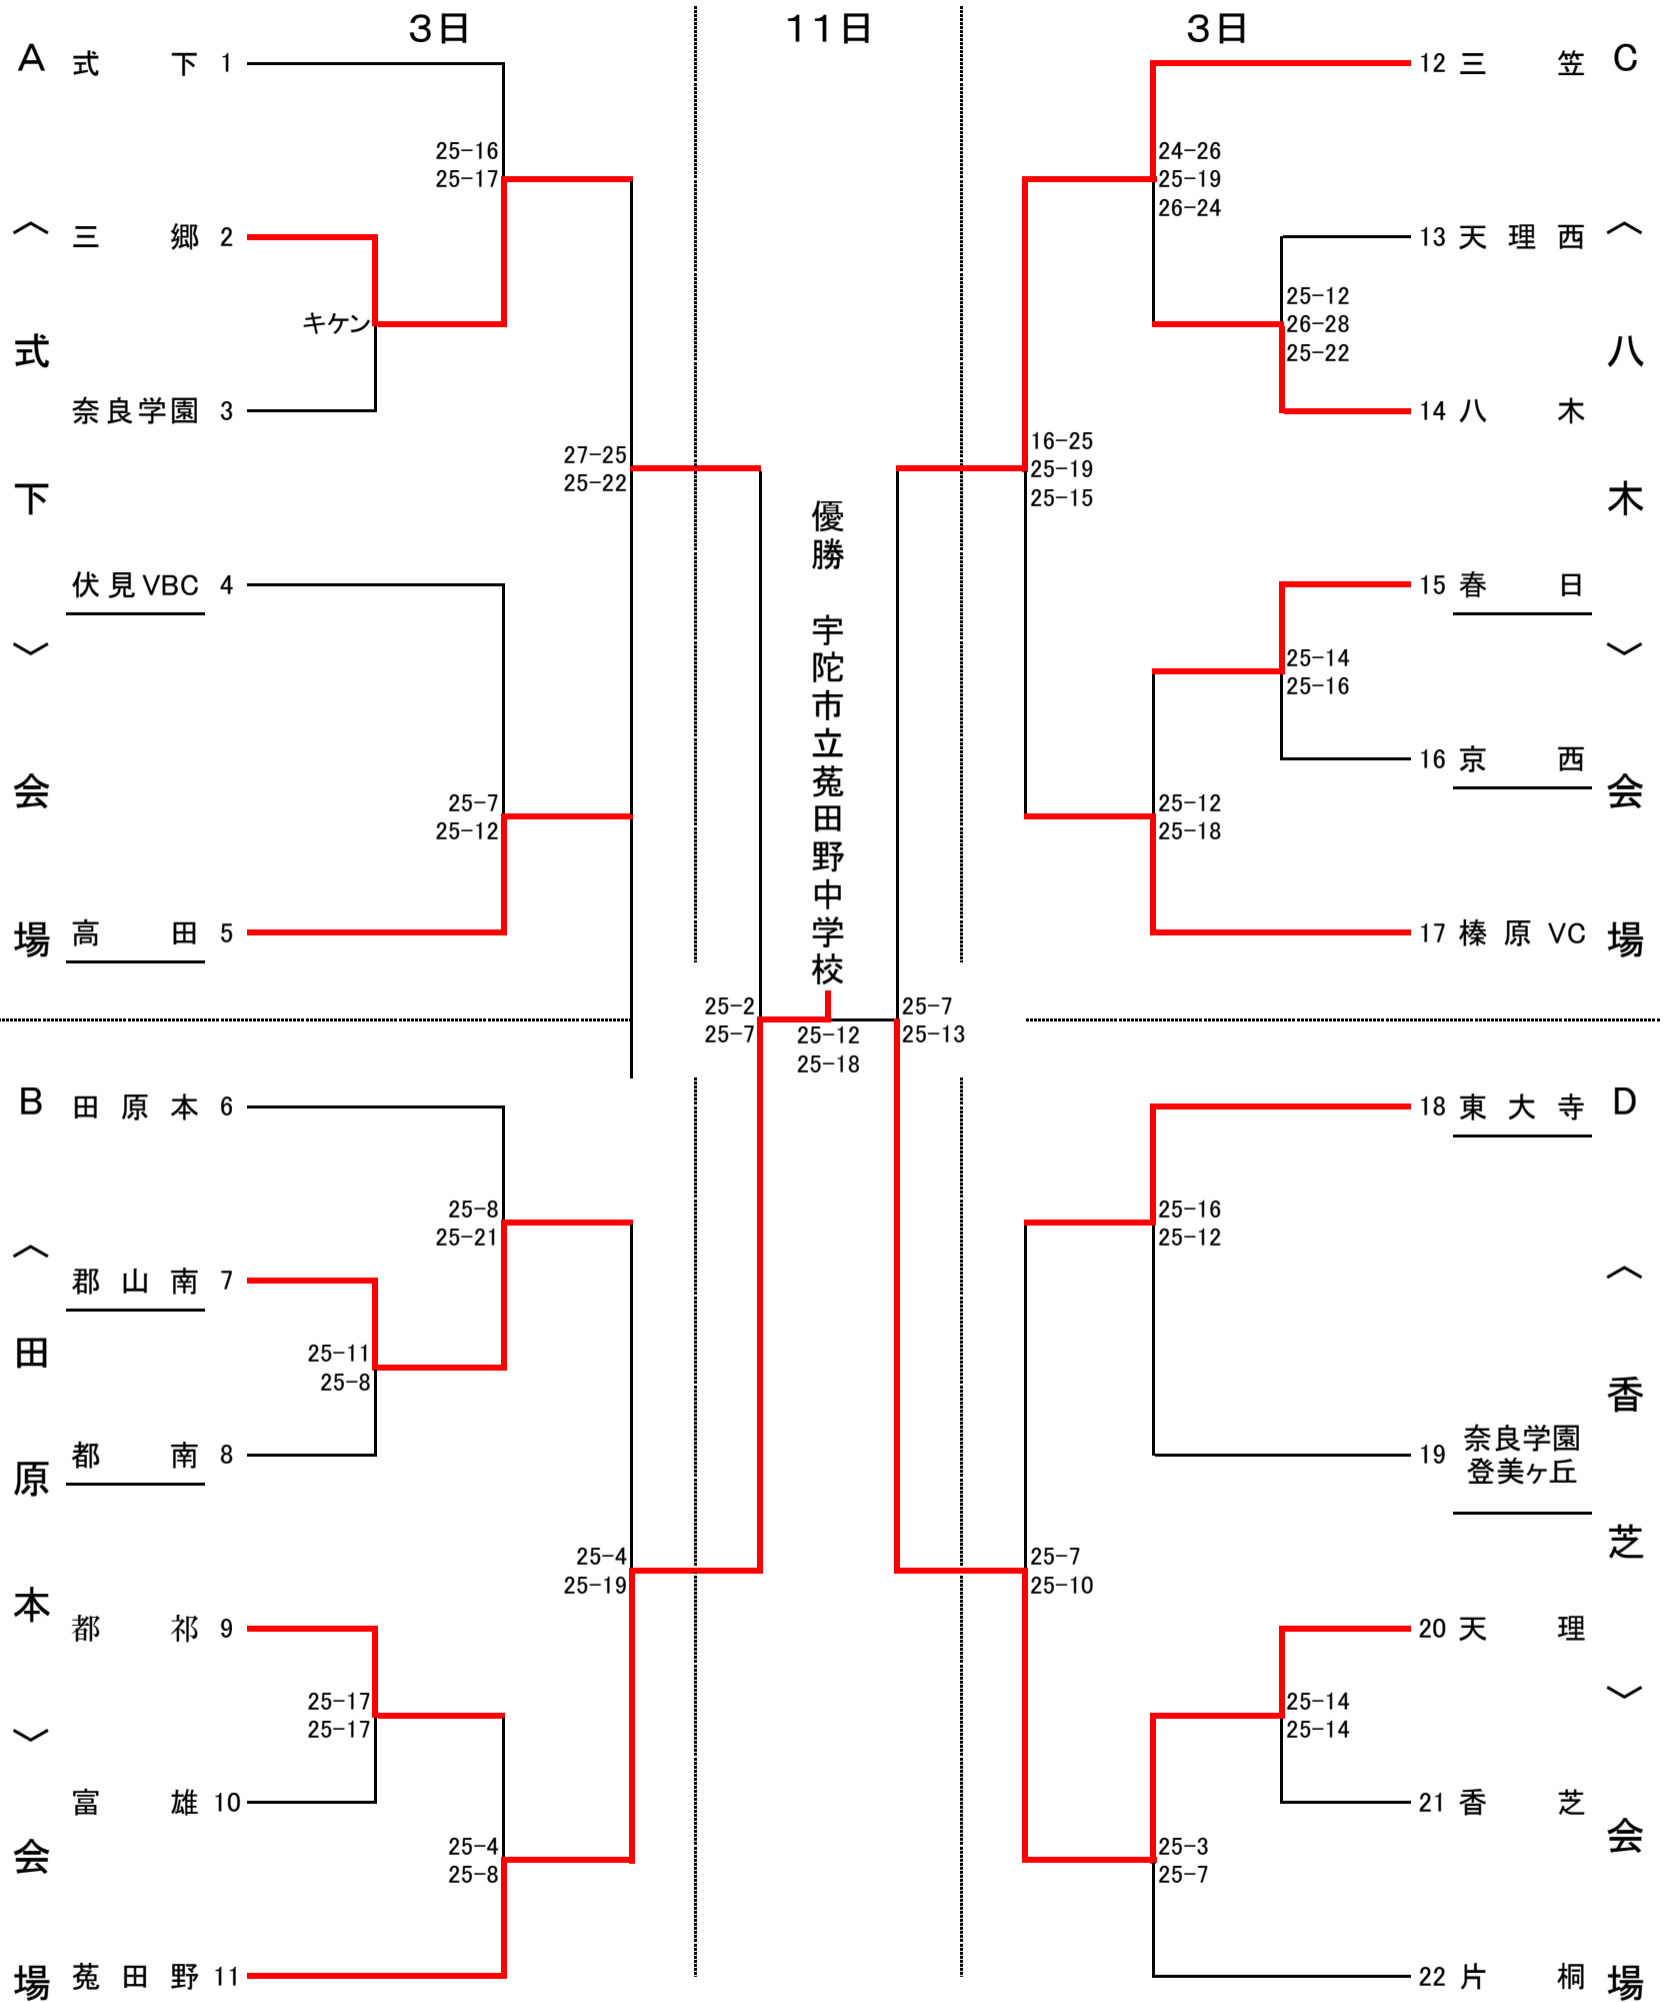 3日
11日
3日
A
式下 1
25-16
25-17
三郷 2
キケン
奈良学園 3
27-25
25-22
伏見VBC 4
25-7
25-12
高田 5
〈式下〉会場
B
田原本 6
25-8
25-21
郡山南 7
25-11
25-8
都南 8
25-4
25-19
都祁 9
25-17
25-17
富雄 10
25-4
25-8
菟田野 11
〈田原本〉会場
優勝 宇陀市立菟田野中学校
25-2
25-7
25-12
25-18
25-7
25-13
C
12 三笠
24-26
25-19
26-24
13 天理西
25-12
26-28
25-22
14 八木
16-25
25-19
25-15
15 春日
25-14
25-16
16 京西
25-12
25-18
17 榛原VC
〈八木〉会場
D
18 東大寺
25-16
25-12
19 奈良学園
登美ヶ丘
25-7
25-10
20 天理
25-14
25-14
21 香芝
25-3
25-7
22 片桐
〈香芝〉会場